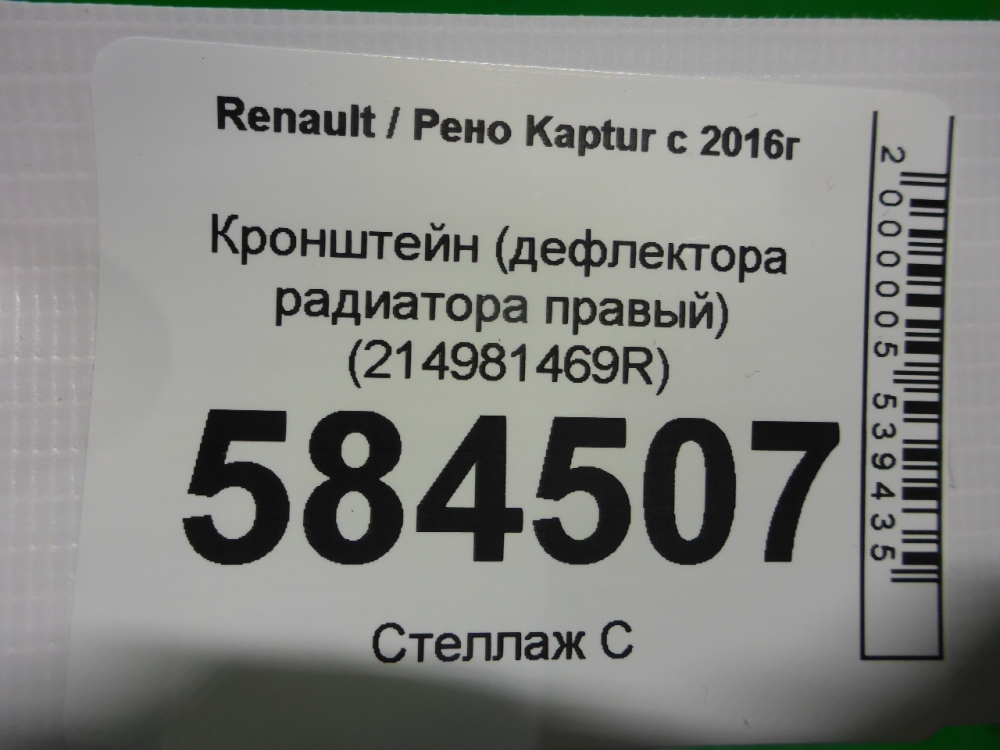 Renault / Рено Kaptur с 2016г
Кронштейн (дефлектора
радиатора правый)
(214981469R)
584507
Стеллаж С
2000005539435